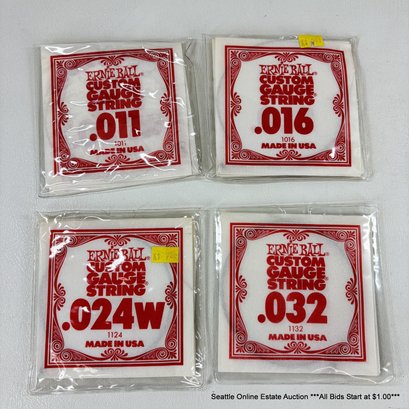 ERNIE BALL®
CUSTOM
GAUGE
STRING
.011
1011
MADE IN USA
ERNIE BALL®
CUSTOM
GAUGE
STRING
.016
1016
MADE IN USA
ERNIE BALL®
CUSTOM
GAUGE
STRING
.024W
1124
MADE IN USA
ERNIE BALL®
CUSTOM
GAUGE
STRING
.032
1132
MADE IN USA
Seattle Online Estate Auction ***All Bids Start at $1.00***